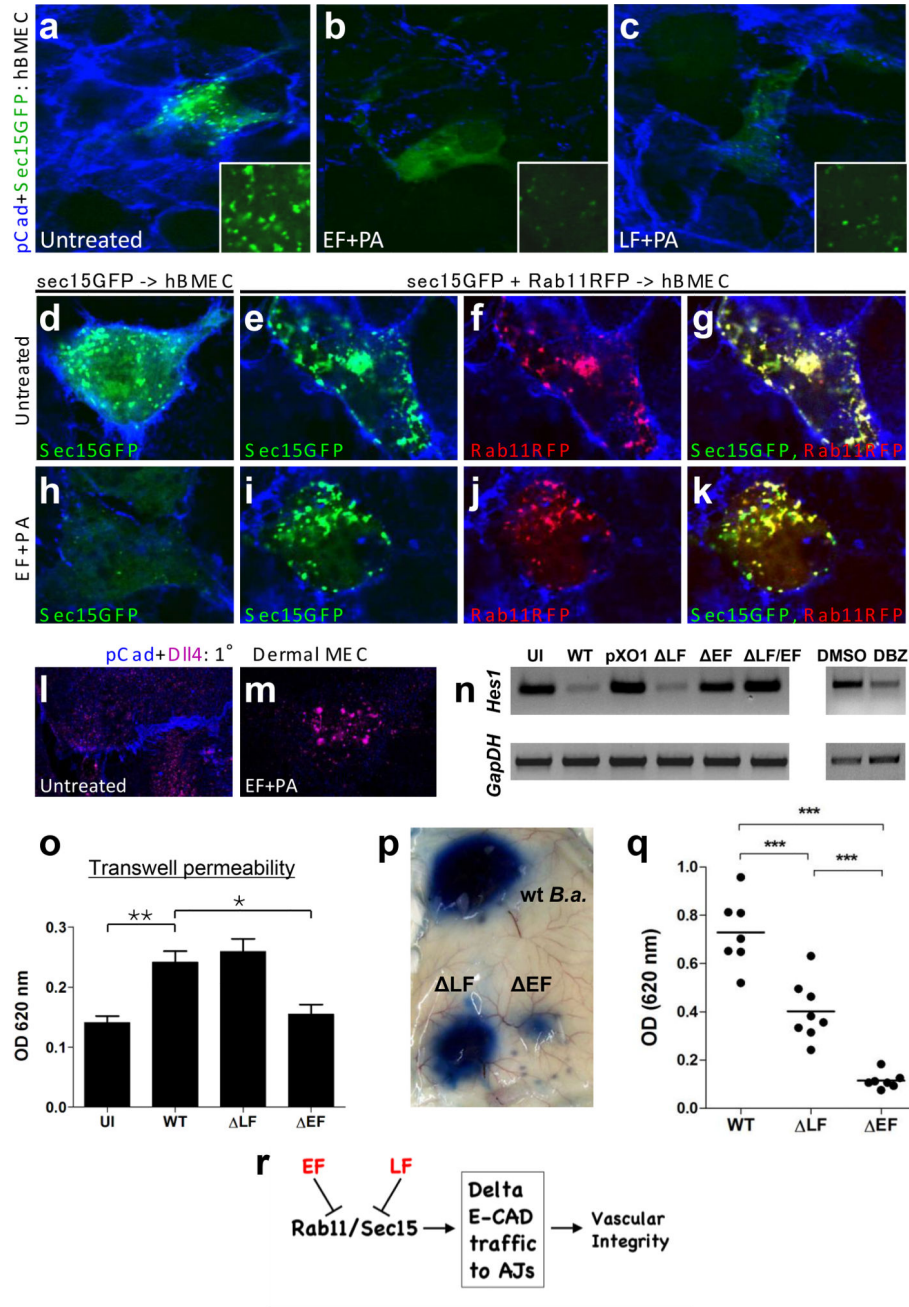 a
b
c
pCad+Sec15GFP: hBMEC
Untreated
EF+PA
LF+PA
sec15GFP -> hBMEC
sec15GFP + Rab11RFP -> hBMEC
Untreated
d
e
f
g
Sec15GFP
Sec15GFP
Rab11RFP
Sec15GFP, Rab11RFP
EF+PA
h
i
j
k
Sec15GFP
Sec15GFP
Rab11RFP
Sec15GFP, Rab11RFP
pCad+Dll4: 1° Dermal MEC
l
m
Untreated
EF+PA
n
UI WT pXO1 ΔLF ΔEF ΔLF/EF DMSO DBZ
Hes1
GapDH
o
Transwell permeability
** *
OD 620 nm
0.3
0.2
0.1
0.0
UI WT ΔLF ΔEF
p
wt B.a.
ΔLF ΔEF
q
***
*** ***
OD (620 nm)
1.0
0.8
0.6
0.4
0.2
0.0
WT ΔLF ΔEF
r
EF LF
Rab11/Sec15
Delta
E-CAD
traffic
to AJs
Vascular
Integrity